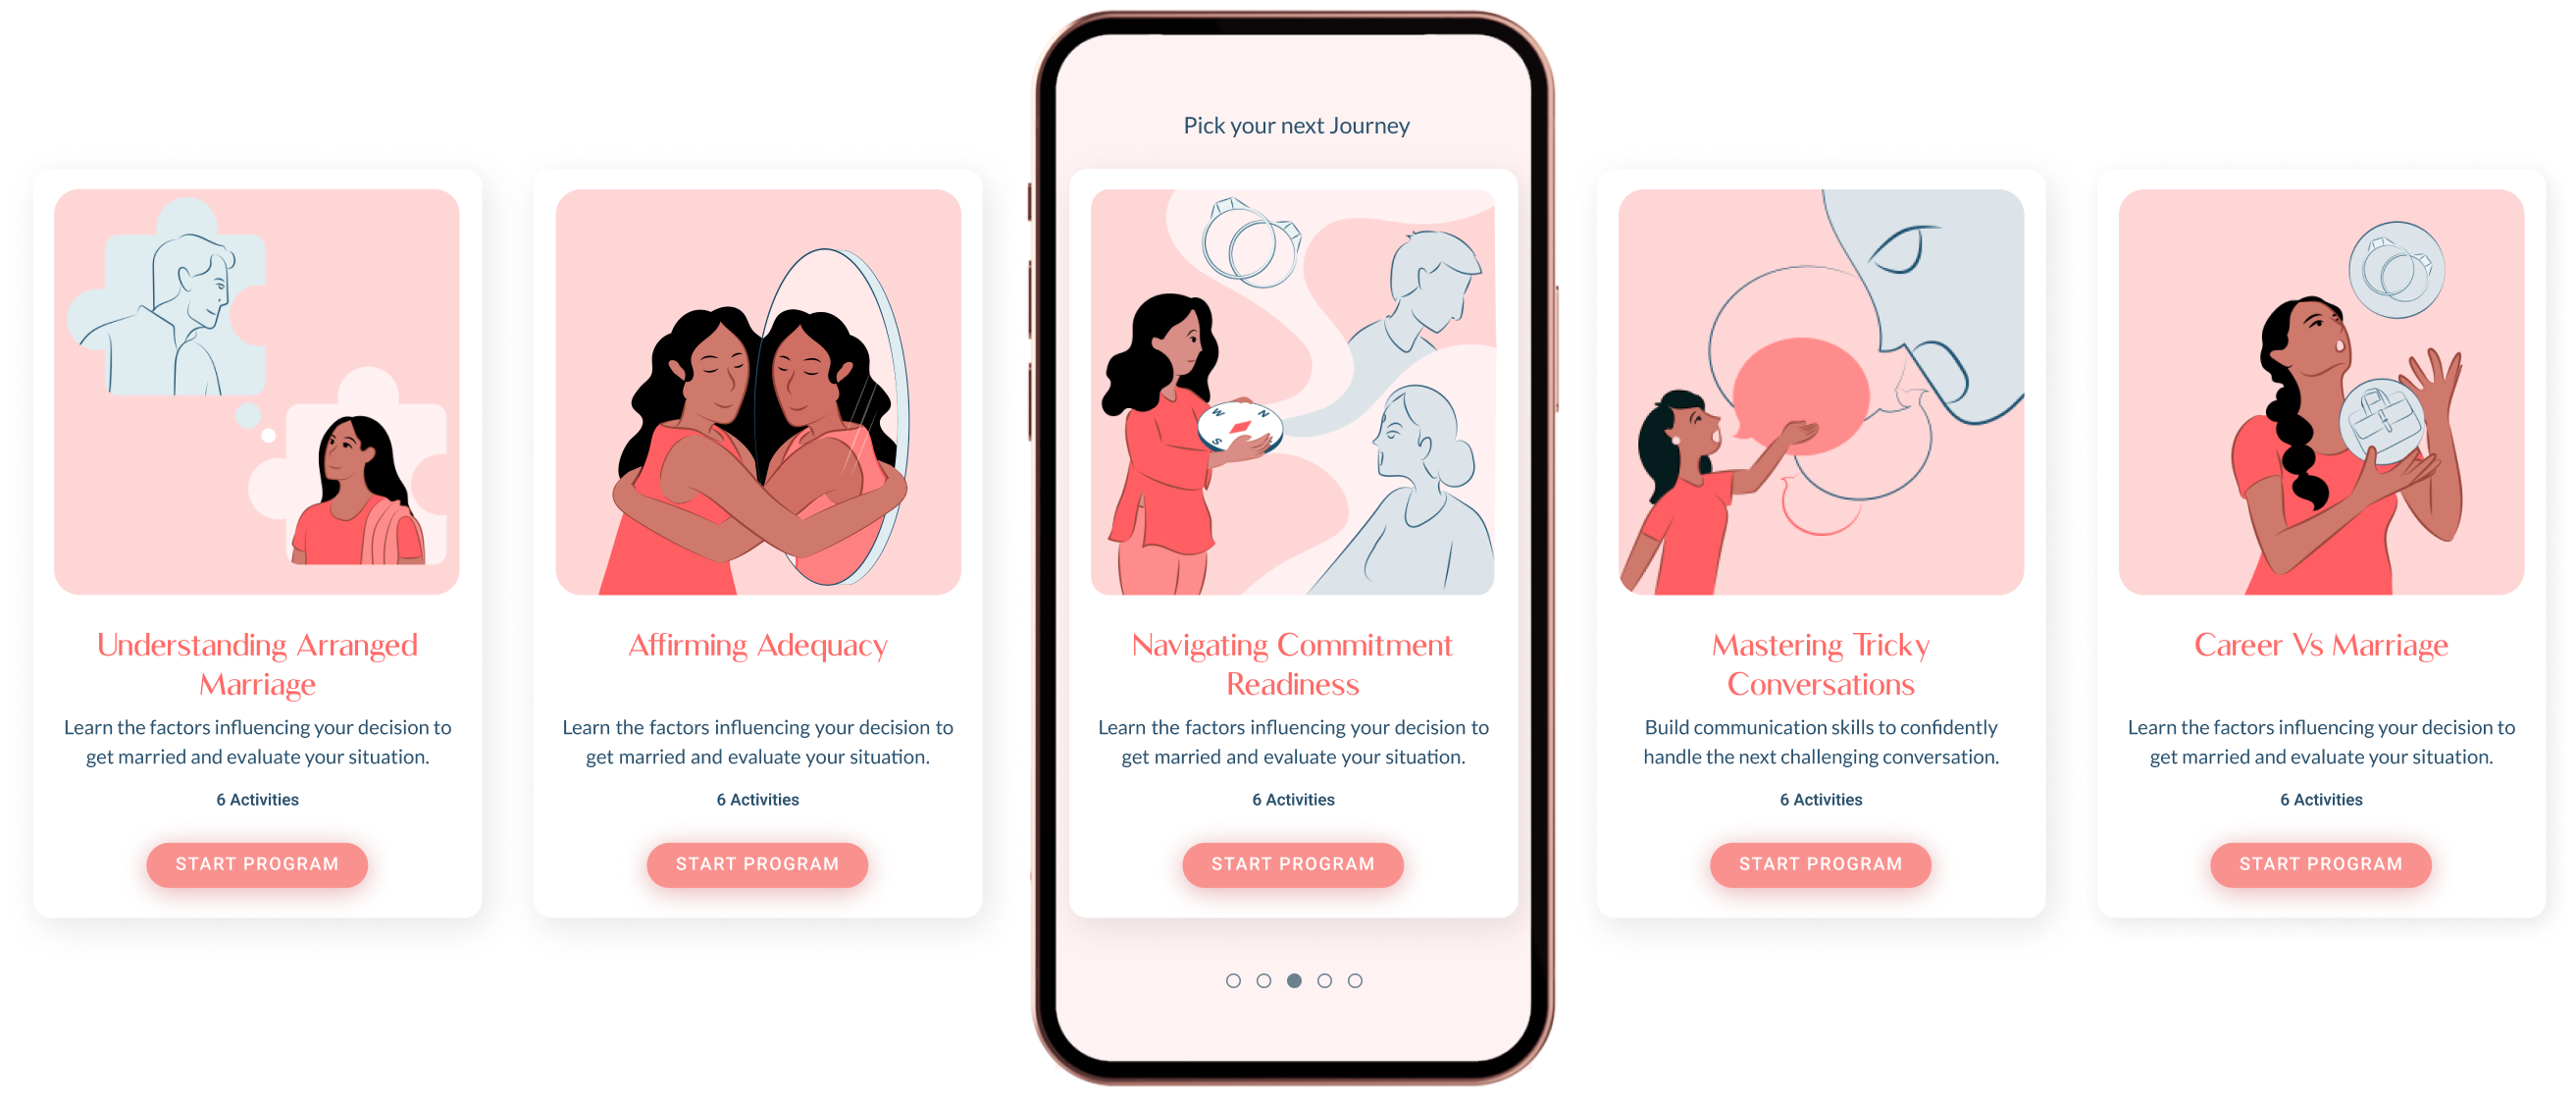 Pick your next Journey
Understanding Arranged
Marriage
Learn the factors influencing your decision to
get married and evaluate your situation.
6 Activities
START PROGRAM
Affirming Adequacy
Learn the factors influencing your decision to
get married and evaluate your situation.
6 Activities
START PROGRAM
W
N
S
Navigating Commitment
Readiness
Learn the factors influencing your decision to
get married and evaluate your situation.
6 Activities
START PROGRAM
Mastering Tricky
Conversations
Build communication skills to confidently
handle the next challenging conversation.
6 Activities
START PROGRAM
Career Vs Marriage
Learn the factors influencing your decision to
get married and evaluate your situation.
6 Activities
START PROGRAM